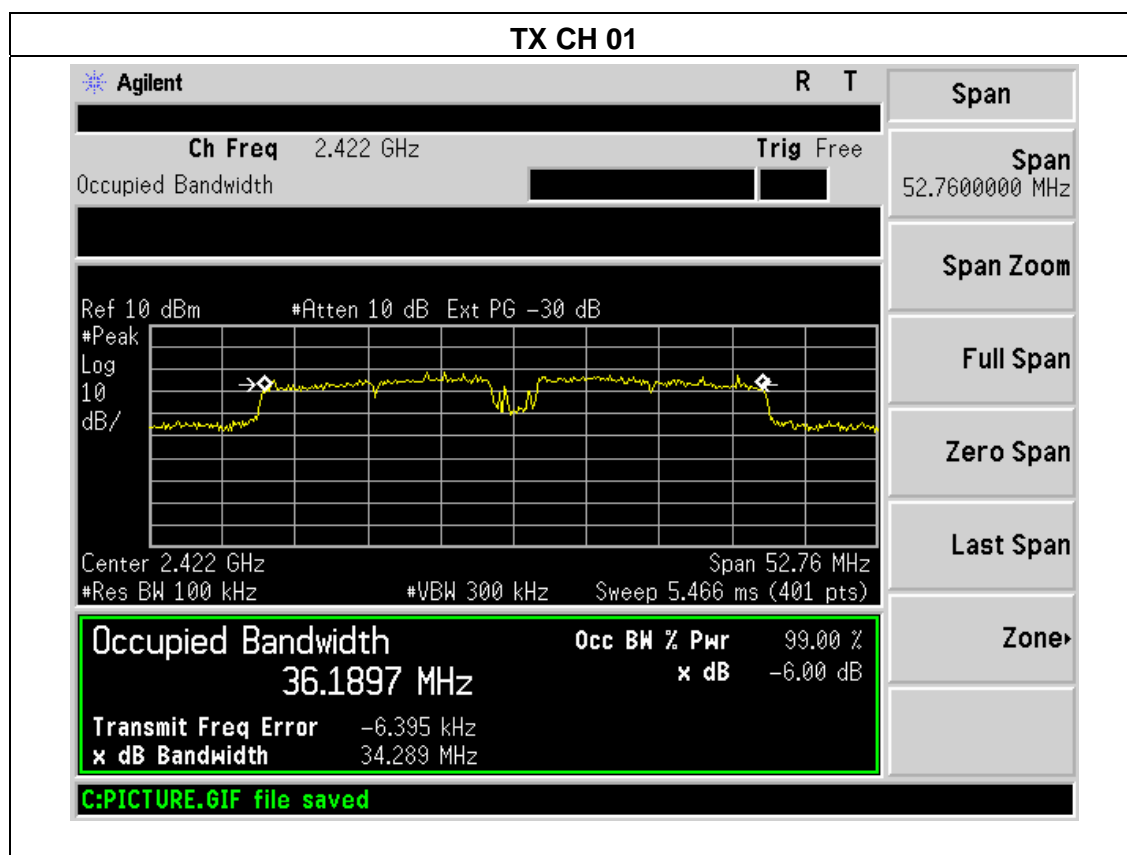 TX CH 01
Agilent R T
Ch Freq 2.422 GHz Trig Free
Occupied Bandwidth
Ref 10 dBm #Atten 10 dB Ext PG -30 dB
#Peak
Log
10
dB/
Center 2.422 GHz Span 52.76 MHz
#Res BW 100 kHz #VBW 300 kHz Sweep 5.466 ms (401 pts)
Occupied Bandwidth
36.1897 MHz
Occ BW % Pwr 99.00 %
x dB -6.00 dB
Transmit Freq Error -6.395 kHz
x dB Bandwidth 34.289 MHz
C:PICTURE.GIF file saved
Span
Span
52.7600000 MHz
Span Zoom
Full Span
Zero Span
Last Span
Zone▸